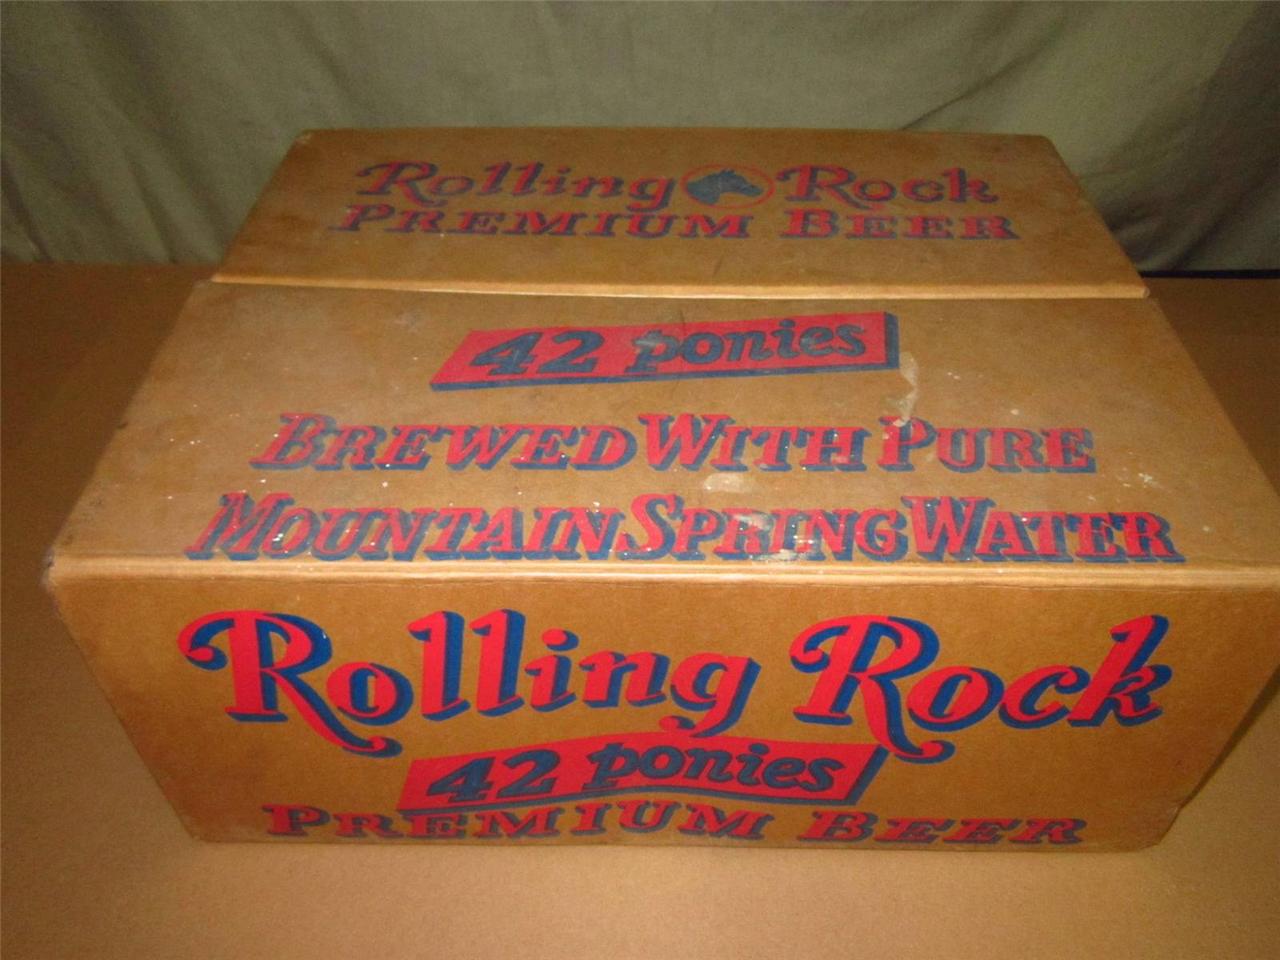 Rolling Rock
PREMIUM BEER
42 ponies
BREWED WITH PURE
MOUNTAIN SPRING WATER
Rolling Rock
42 ponies
PREMIUM BEER